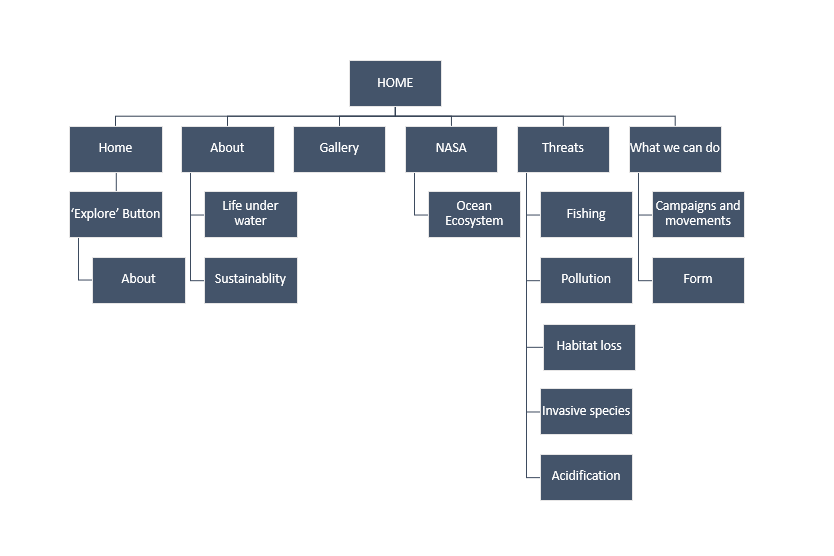 HOME
Home
About
Gallery
NASA
Threats
What we can do
‘Explore’ Button
Life under
water
Ocean
Ecosystem
Fishing
Campaigns and
movements
About
Sustainablity
Pollution
Form
Habitat loss
Invasive species
Acidification